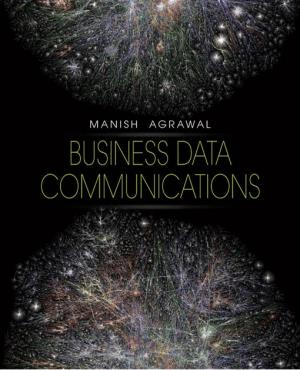 MANISH AGRAWAL
BUSINESS DATA
COMMUNICATIONS